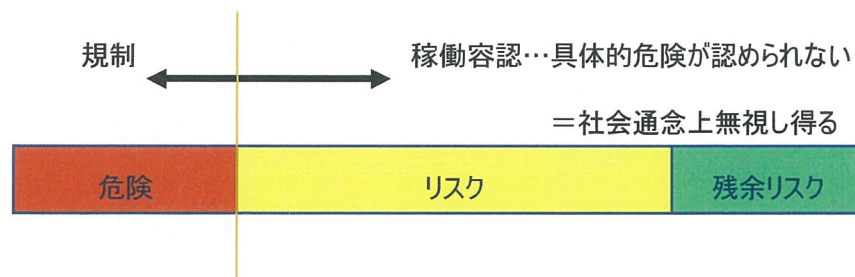 規制 稼働容認…具体的危険が認められない
＝社会通念上無視し得る
危険 リスク 残余リスク